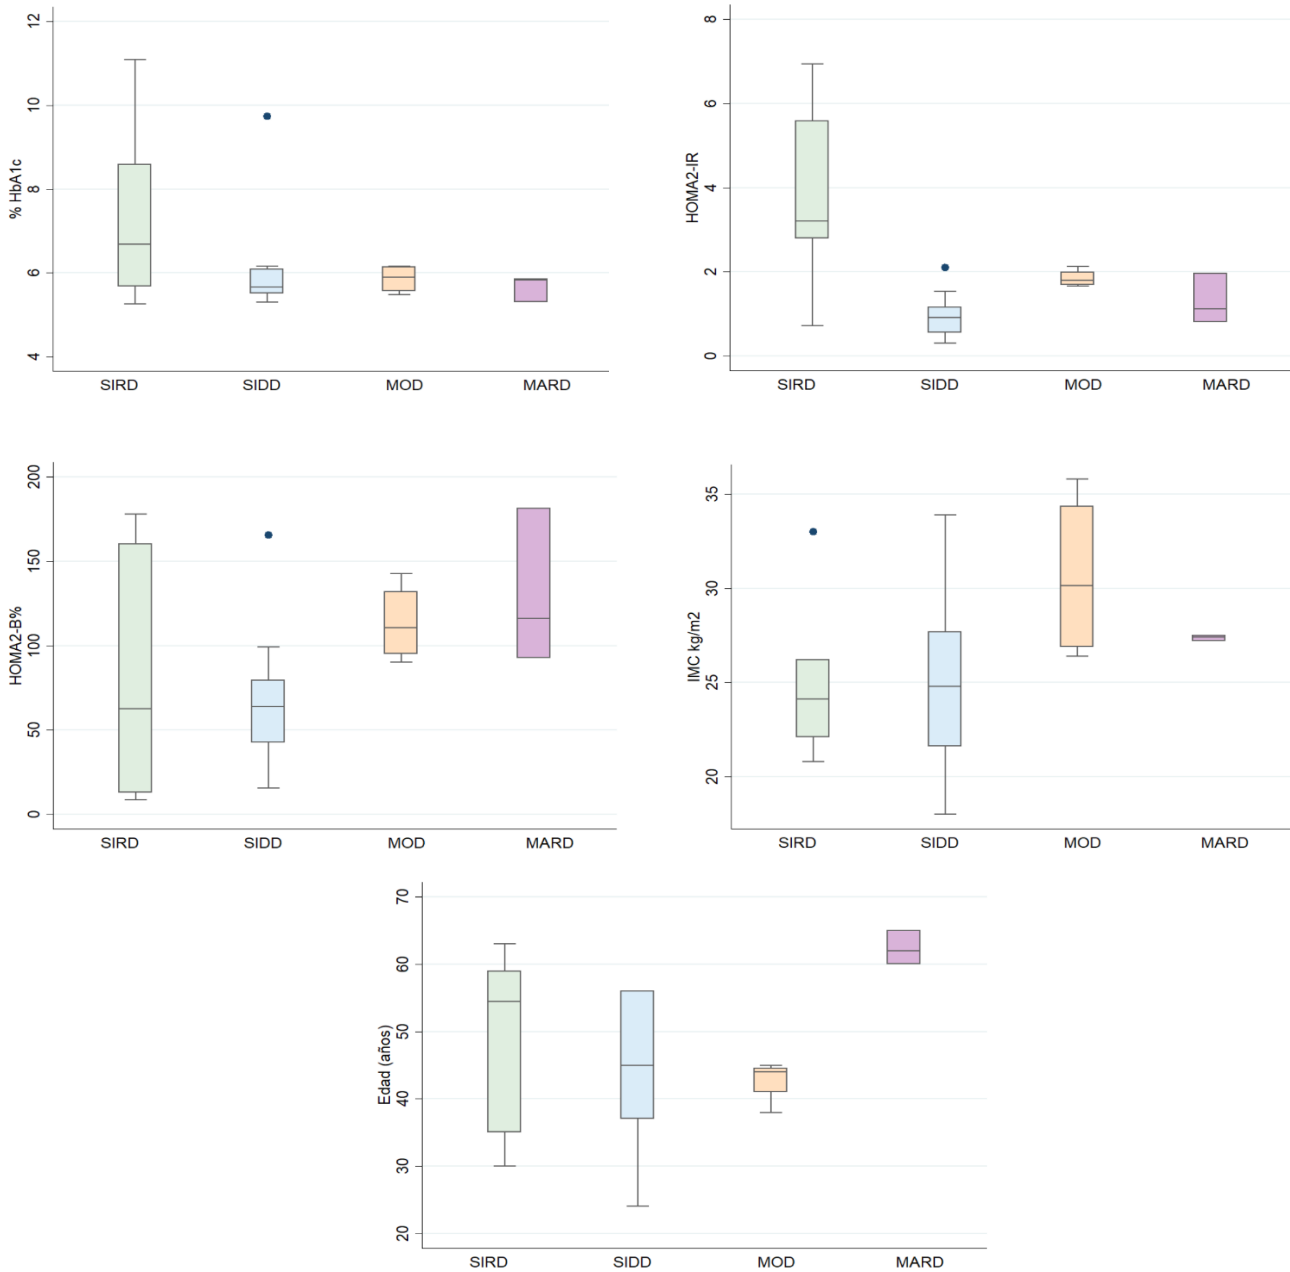 % HbA1c
12
10
8
6
4
SIRD SIDD MOD MARD
HOMA2-IR
8
6
4
2
0
SIRD SIDD MOD MARD
HOMA2-B%
200
150
100
50
0
SIRD SIDD MOD MARD
IMC kg/m2
35
30
25
20
SIRD SIDD MOD MARD
Edad (años)
70
60
50
40
30
20
SIRD SIDD MOD MARD